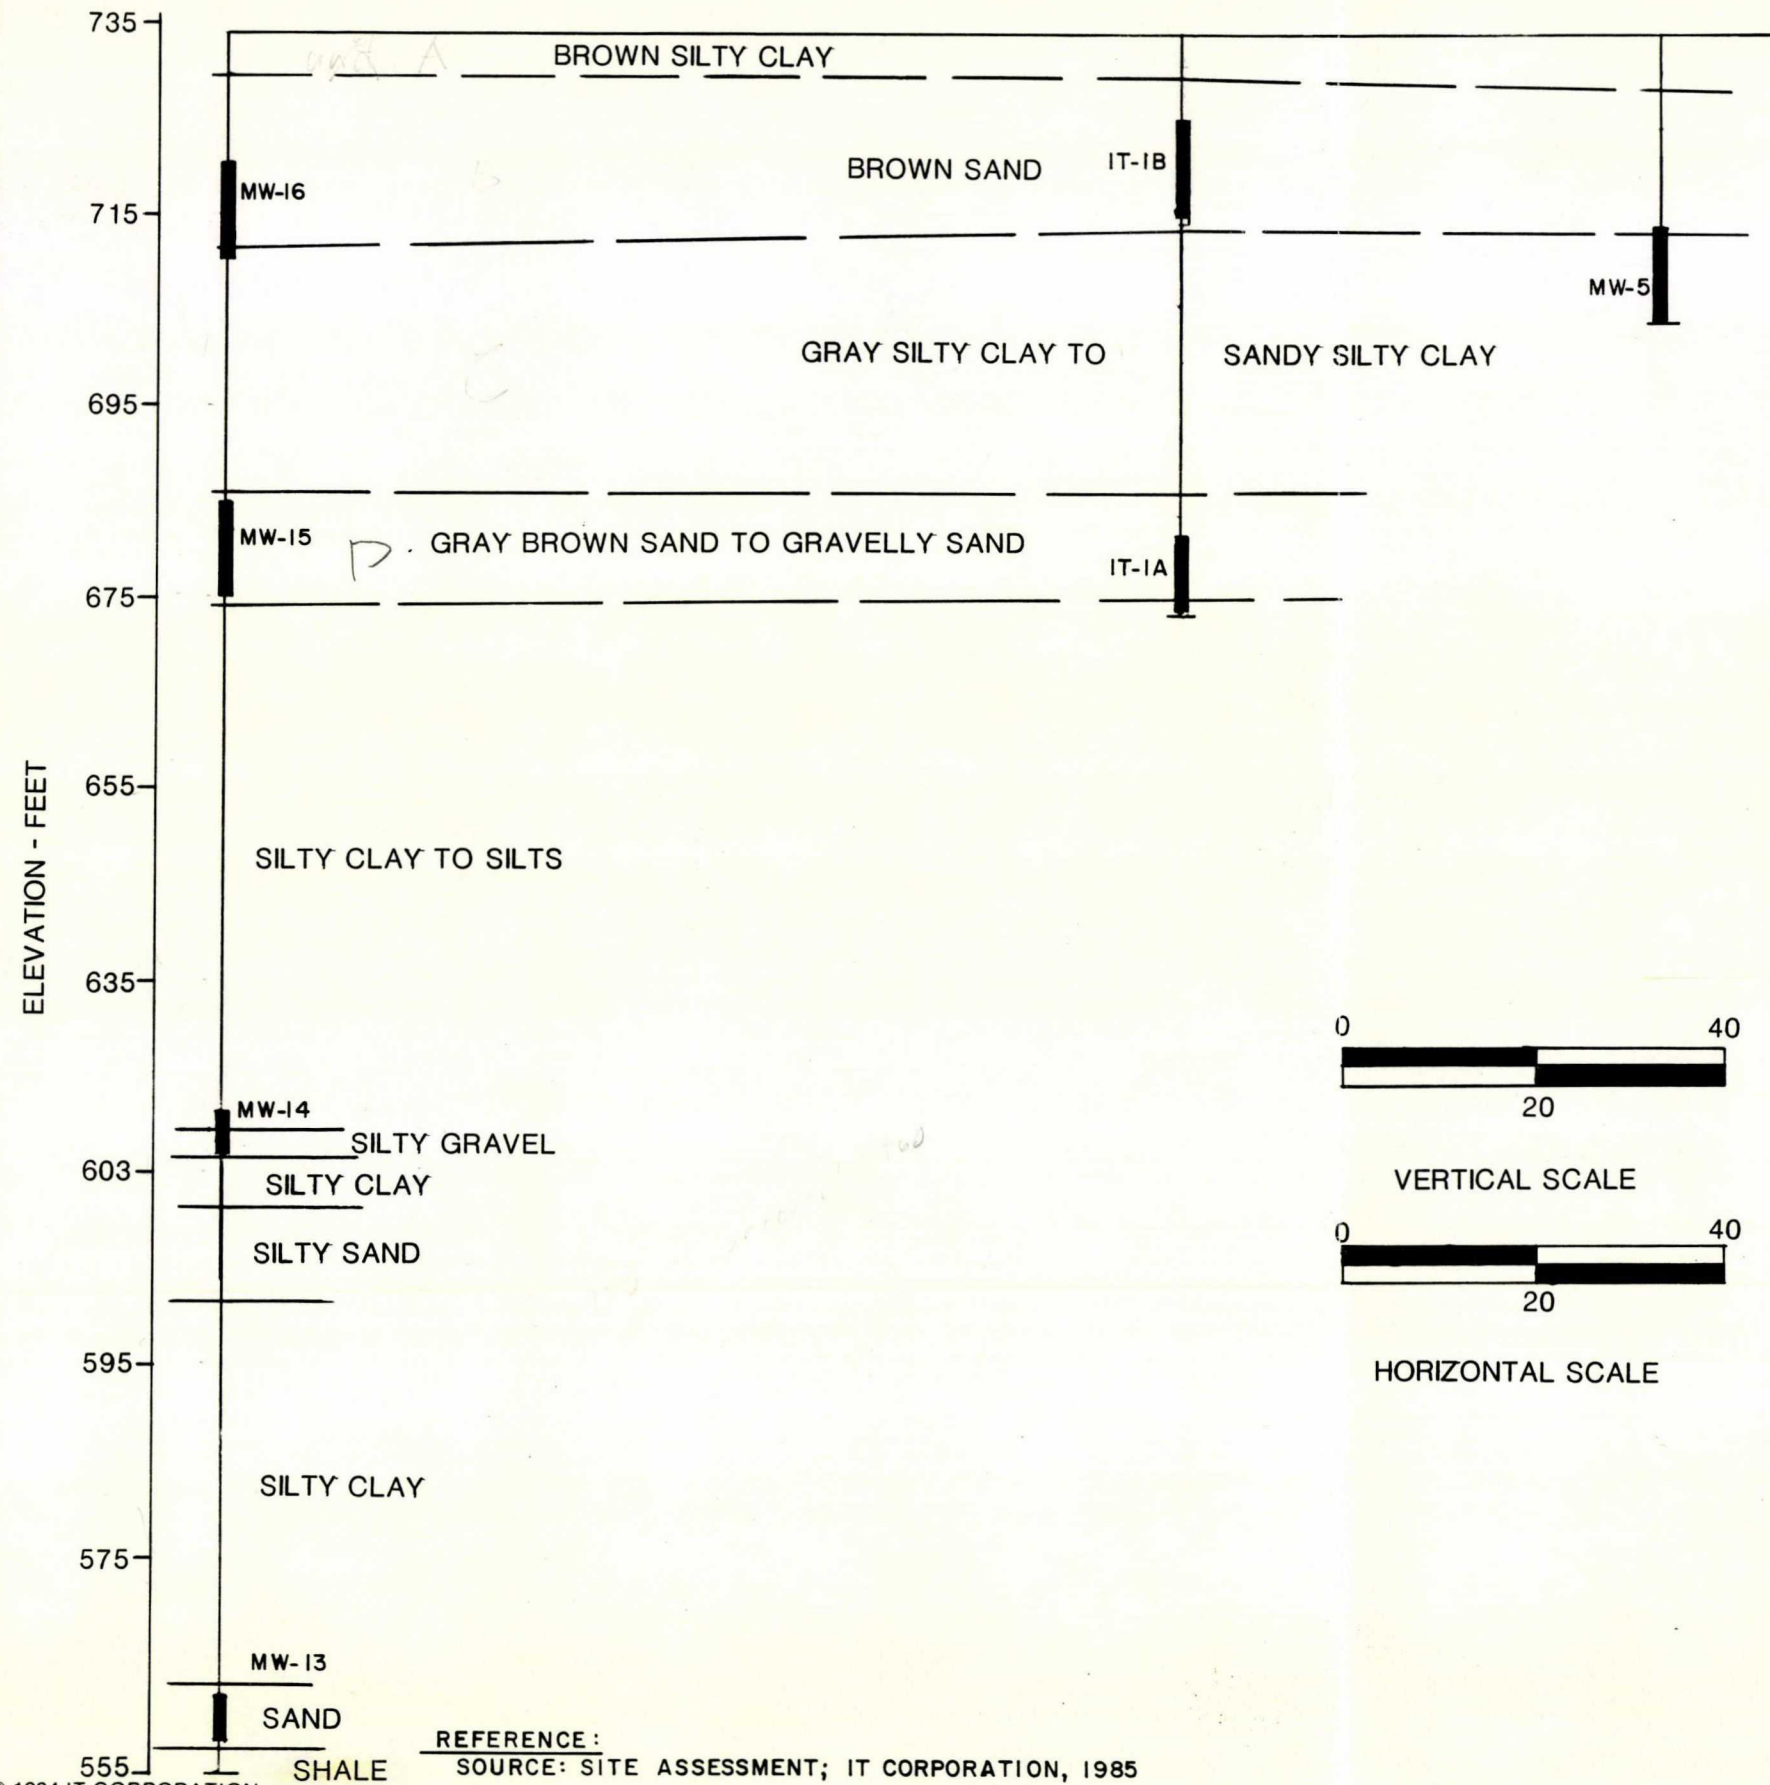 735
unit A
BROWN SILTY CLAY
BROWN SAND
IT-1B
MW-16
715
MW-5
GRAY SILTY CLAY TO SANDY SILTY CLAY
695
MW-15
D. GRAY BROWN SAND TO GRAVELLY SAND
IT-1A
675
ELEVATION - FEET
655
SILTY CLAY TO SILTS
635
0 40
20
VERTICAL SCALE
MW-14
SILTY GRAVEL
603
SILTY CLAY
SILTY SAND
0 40
20
HORIZONTAL SCALE
595
SILTY CLAY
575
MW-13
SAND
REFERENCE:
SOURCE: SITE ASSESSMENT; IT CORPORATION, 1985
555
SHALE